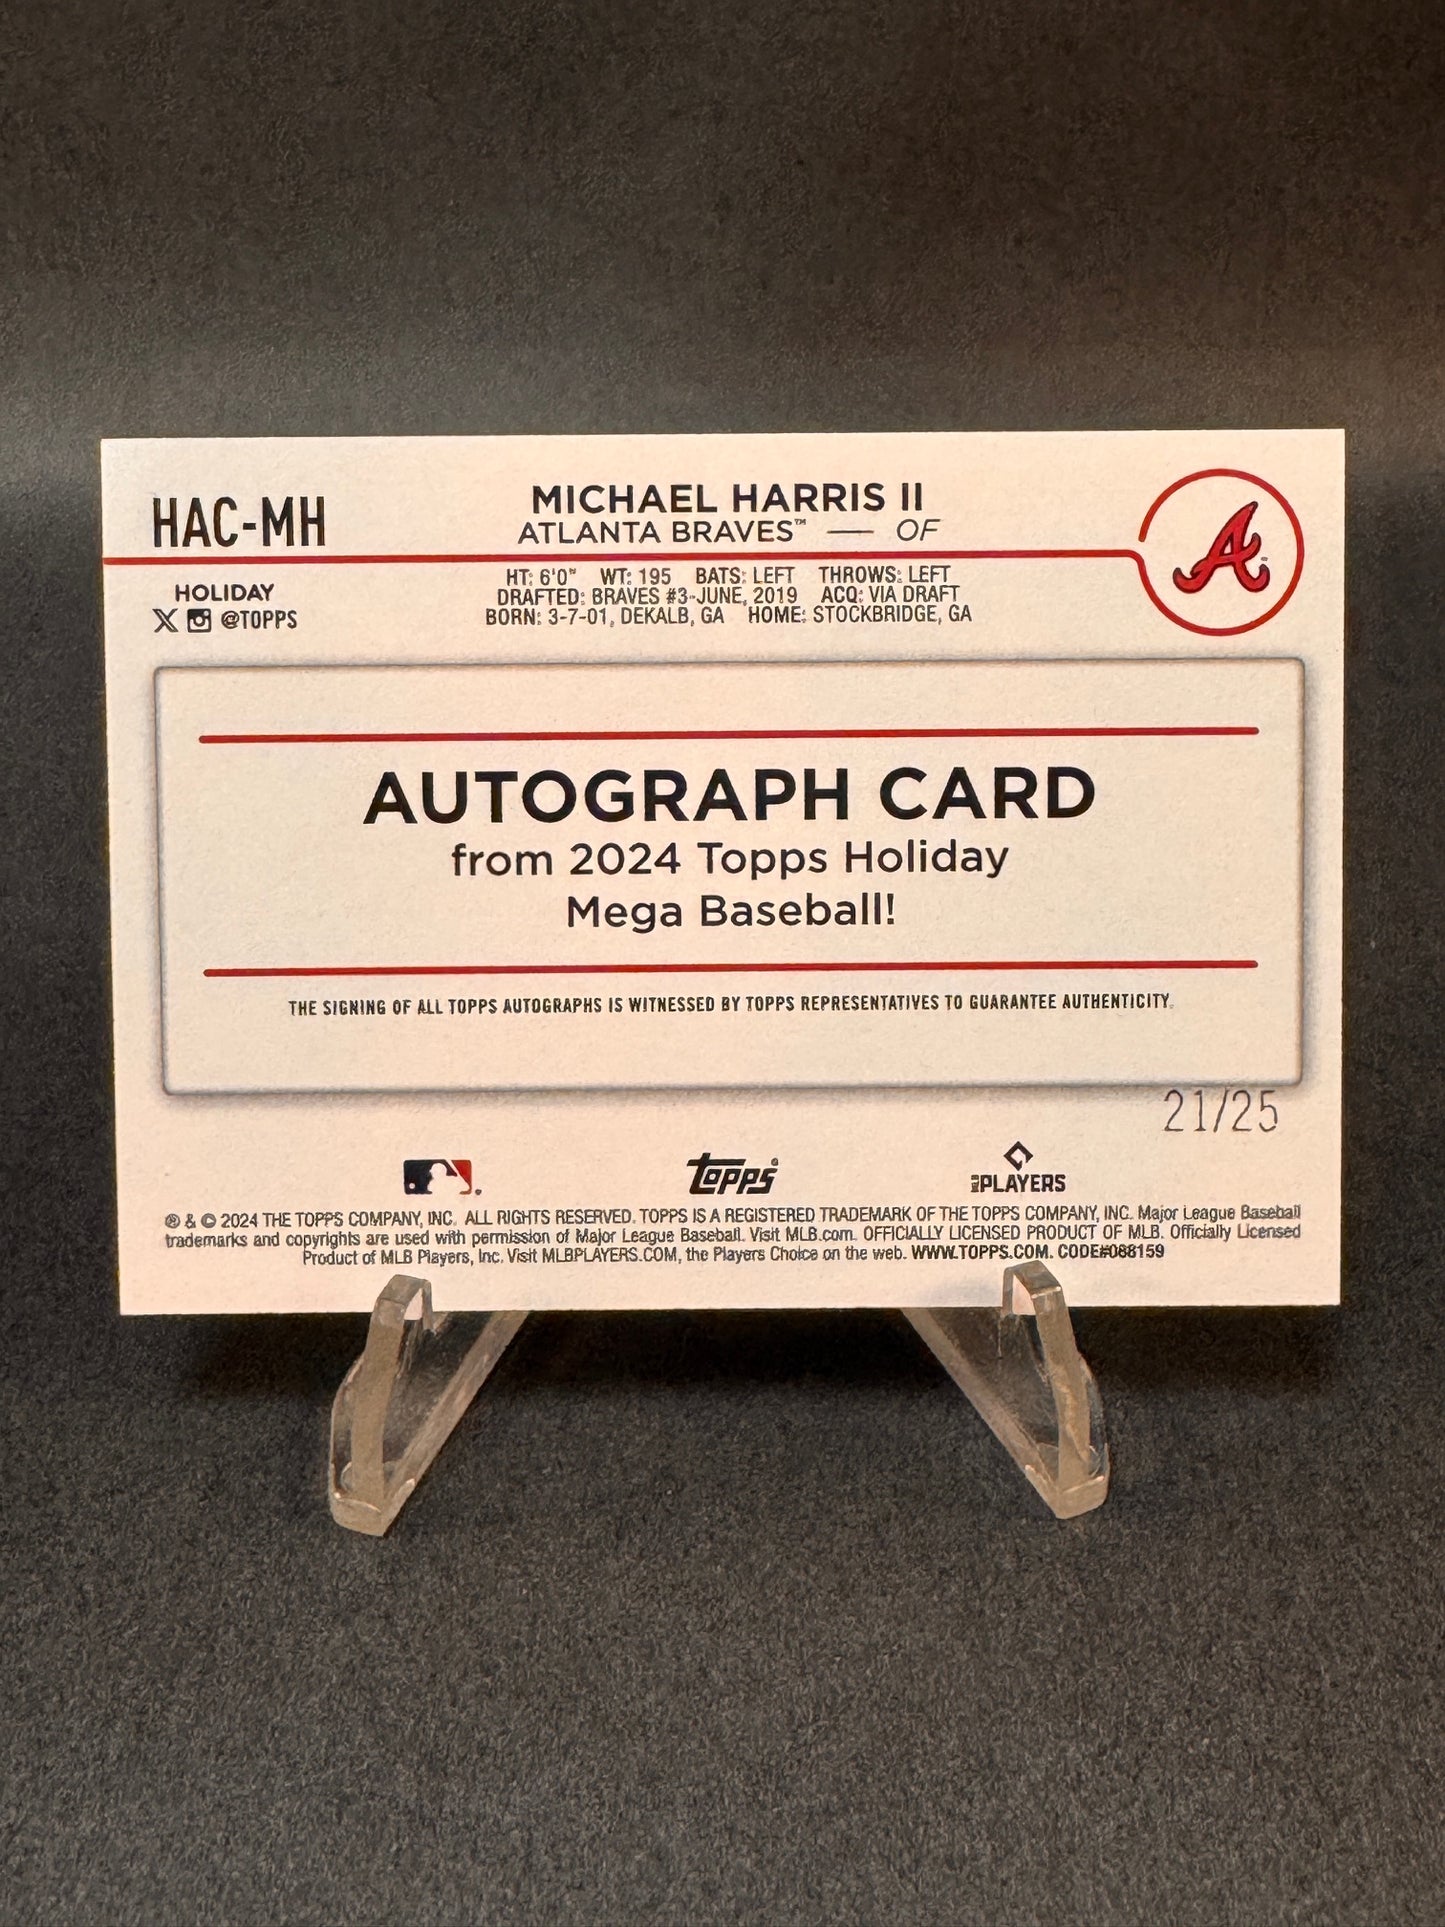 HAC-MH
MICHAEL HARRIS II
ATLANTA BRAVES™ — OF
A
HOLIDAY
X @TOPPS
HT: 6'0" WT: 195 BATS: LEFT THROWS: LEFT
DRAFTED: BRAVES #3-JUNE, 2019 ACQ: VIA DRAFT
BORN: 3-7-01, DEKALB, GA HOME: STOCKBRIDGE, GA
AUTOGRAPH CARD
from 2024 Topps Holiday
Mega Baseball!
THE SIGNING OF ALL TOPPS AUTOGRAPHS IS WITNESSED BY TOPPS REPRESENTATIVES TO GUARANTEE AUTHENTICITY.
21/25
topps
PLAYERS
® & © 2024 THE TOPPS COMPANY, INC. ALL RIGHTS RESERVED. TOPPS IS A REGISTERED TRADEMARK OF THE TOPPS COMPANY, INC. Major League Baseball
trademarks and copyrights are used with permission of Major League Baseball. Visit MLB.com. OFFICIALLY LICENSED PRODUCT OF MLB. Officially Licensed
Product of MLB Players, Inc. Visit MLBPLAYERS.COM, the Players Choice on the web. WWW.TOPPS.COM. CODE#088159